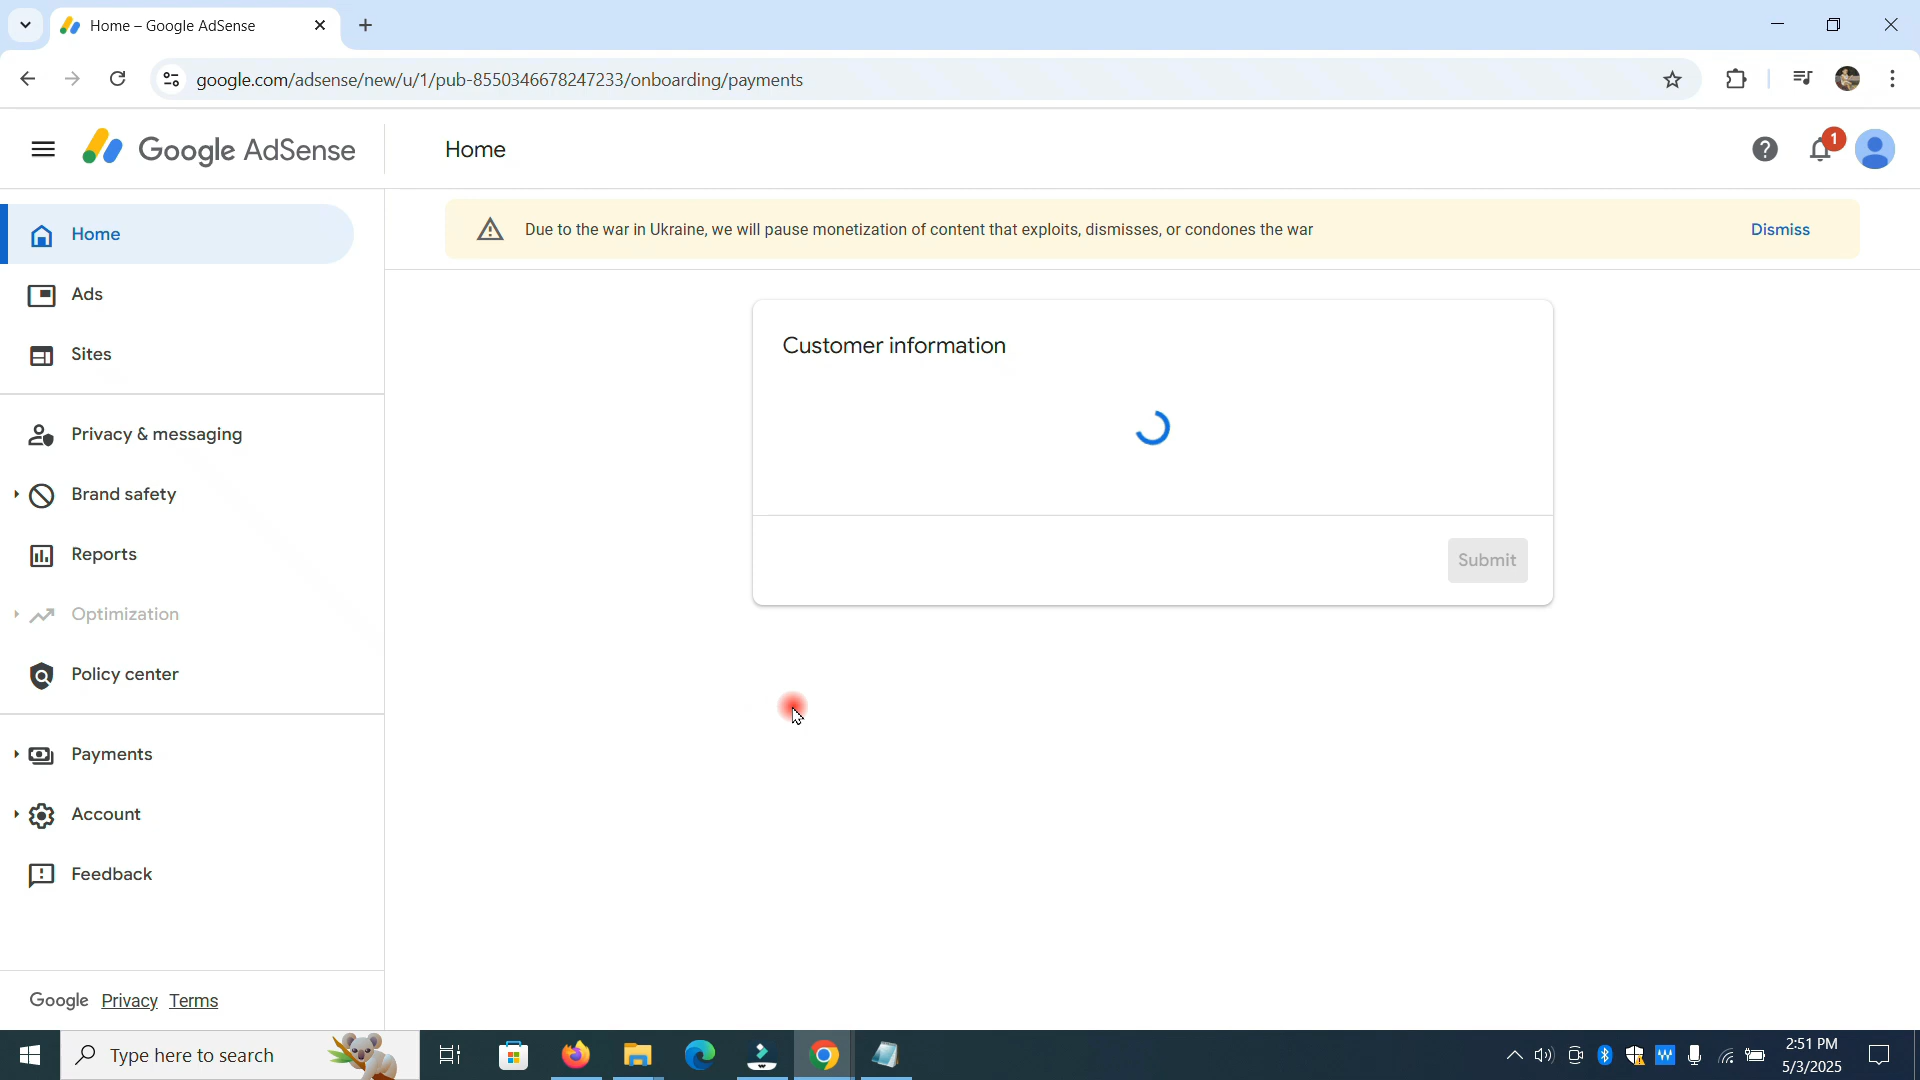 Home – Google AdSense
google.com/adsense/new/u/1/pub-8550346678247233/onboarding/payments
Google AdSense
Home
1
Due to the war in Ukraine, we will pause monetization of content that exploits, dismisses, or condones the war
Dismiss
Home
Ads
Sites
Privacy & messaging
Brand safety
Reports
Optimization
Policy center
Payments
Account
Feedback
Customer information
Submit
Google Privacy Terms
Type here to search
2:51 PM
5/3/2025